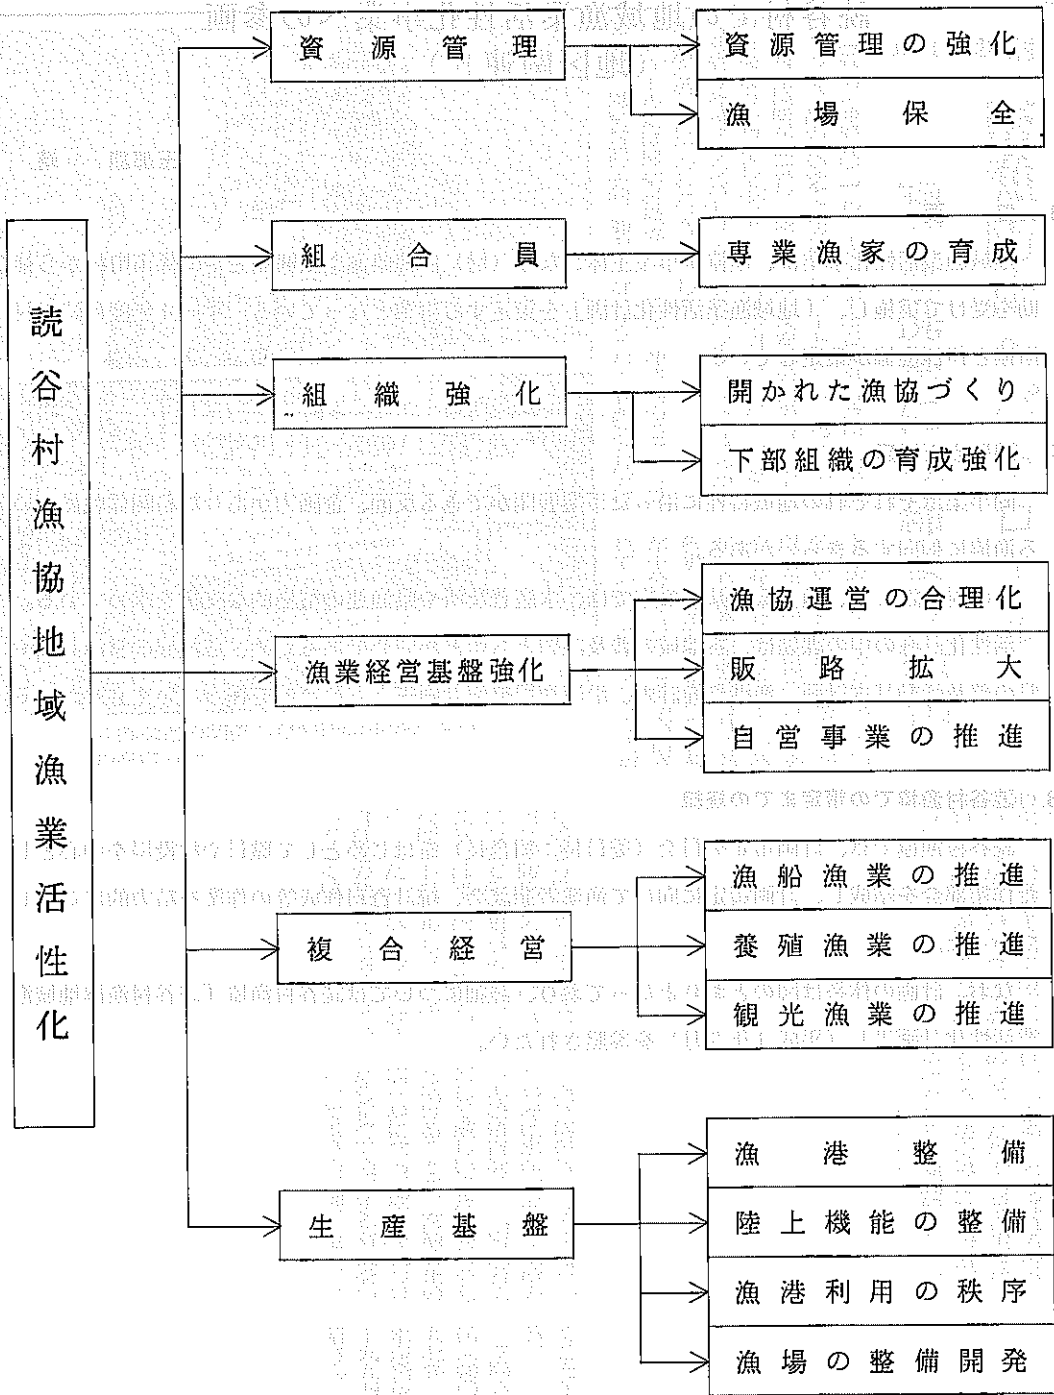 読谷村漁協地域漁業活性化
資源管理
資源管理の強化
漁場保全
組合員
専業漁家の育成
組織強化
開かれた漁協づくり
下部組織の育成強化
漁業経営基盤強化
漁協運営の合理化
販路拡大
自営事業の推進
複合経営
漁船漁業の推進
養殖漁業の推進
観光漁業の推進
生産基盤
漁港整備
陸上機能の整備
漁港利用の秩序
漁場の整備開発